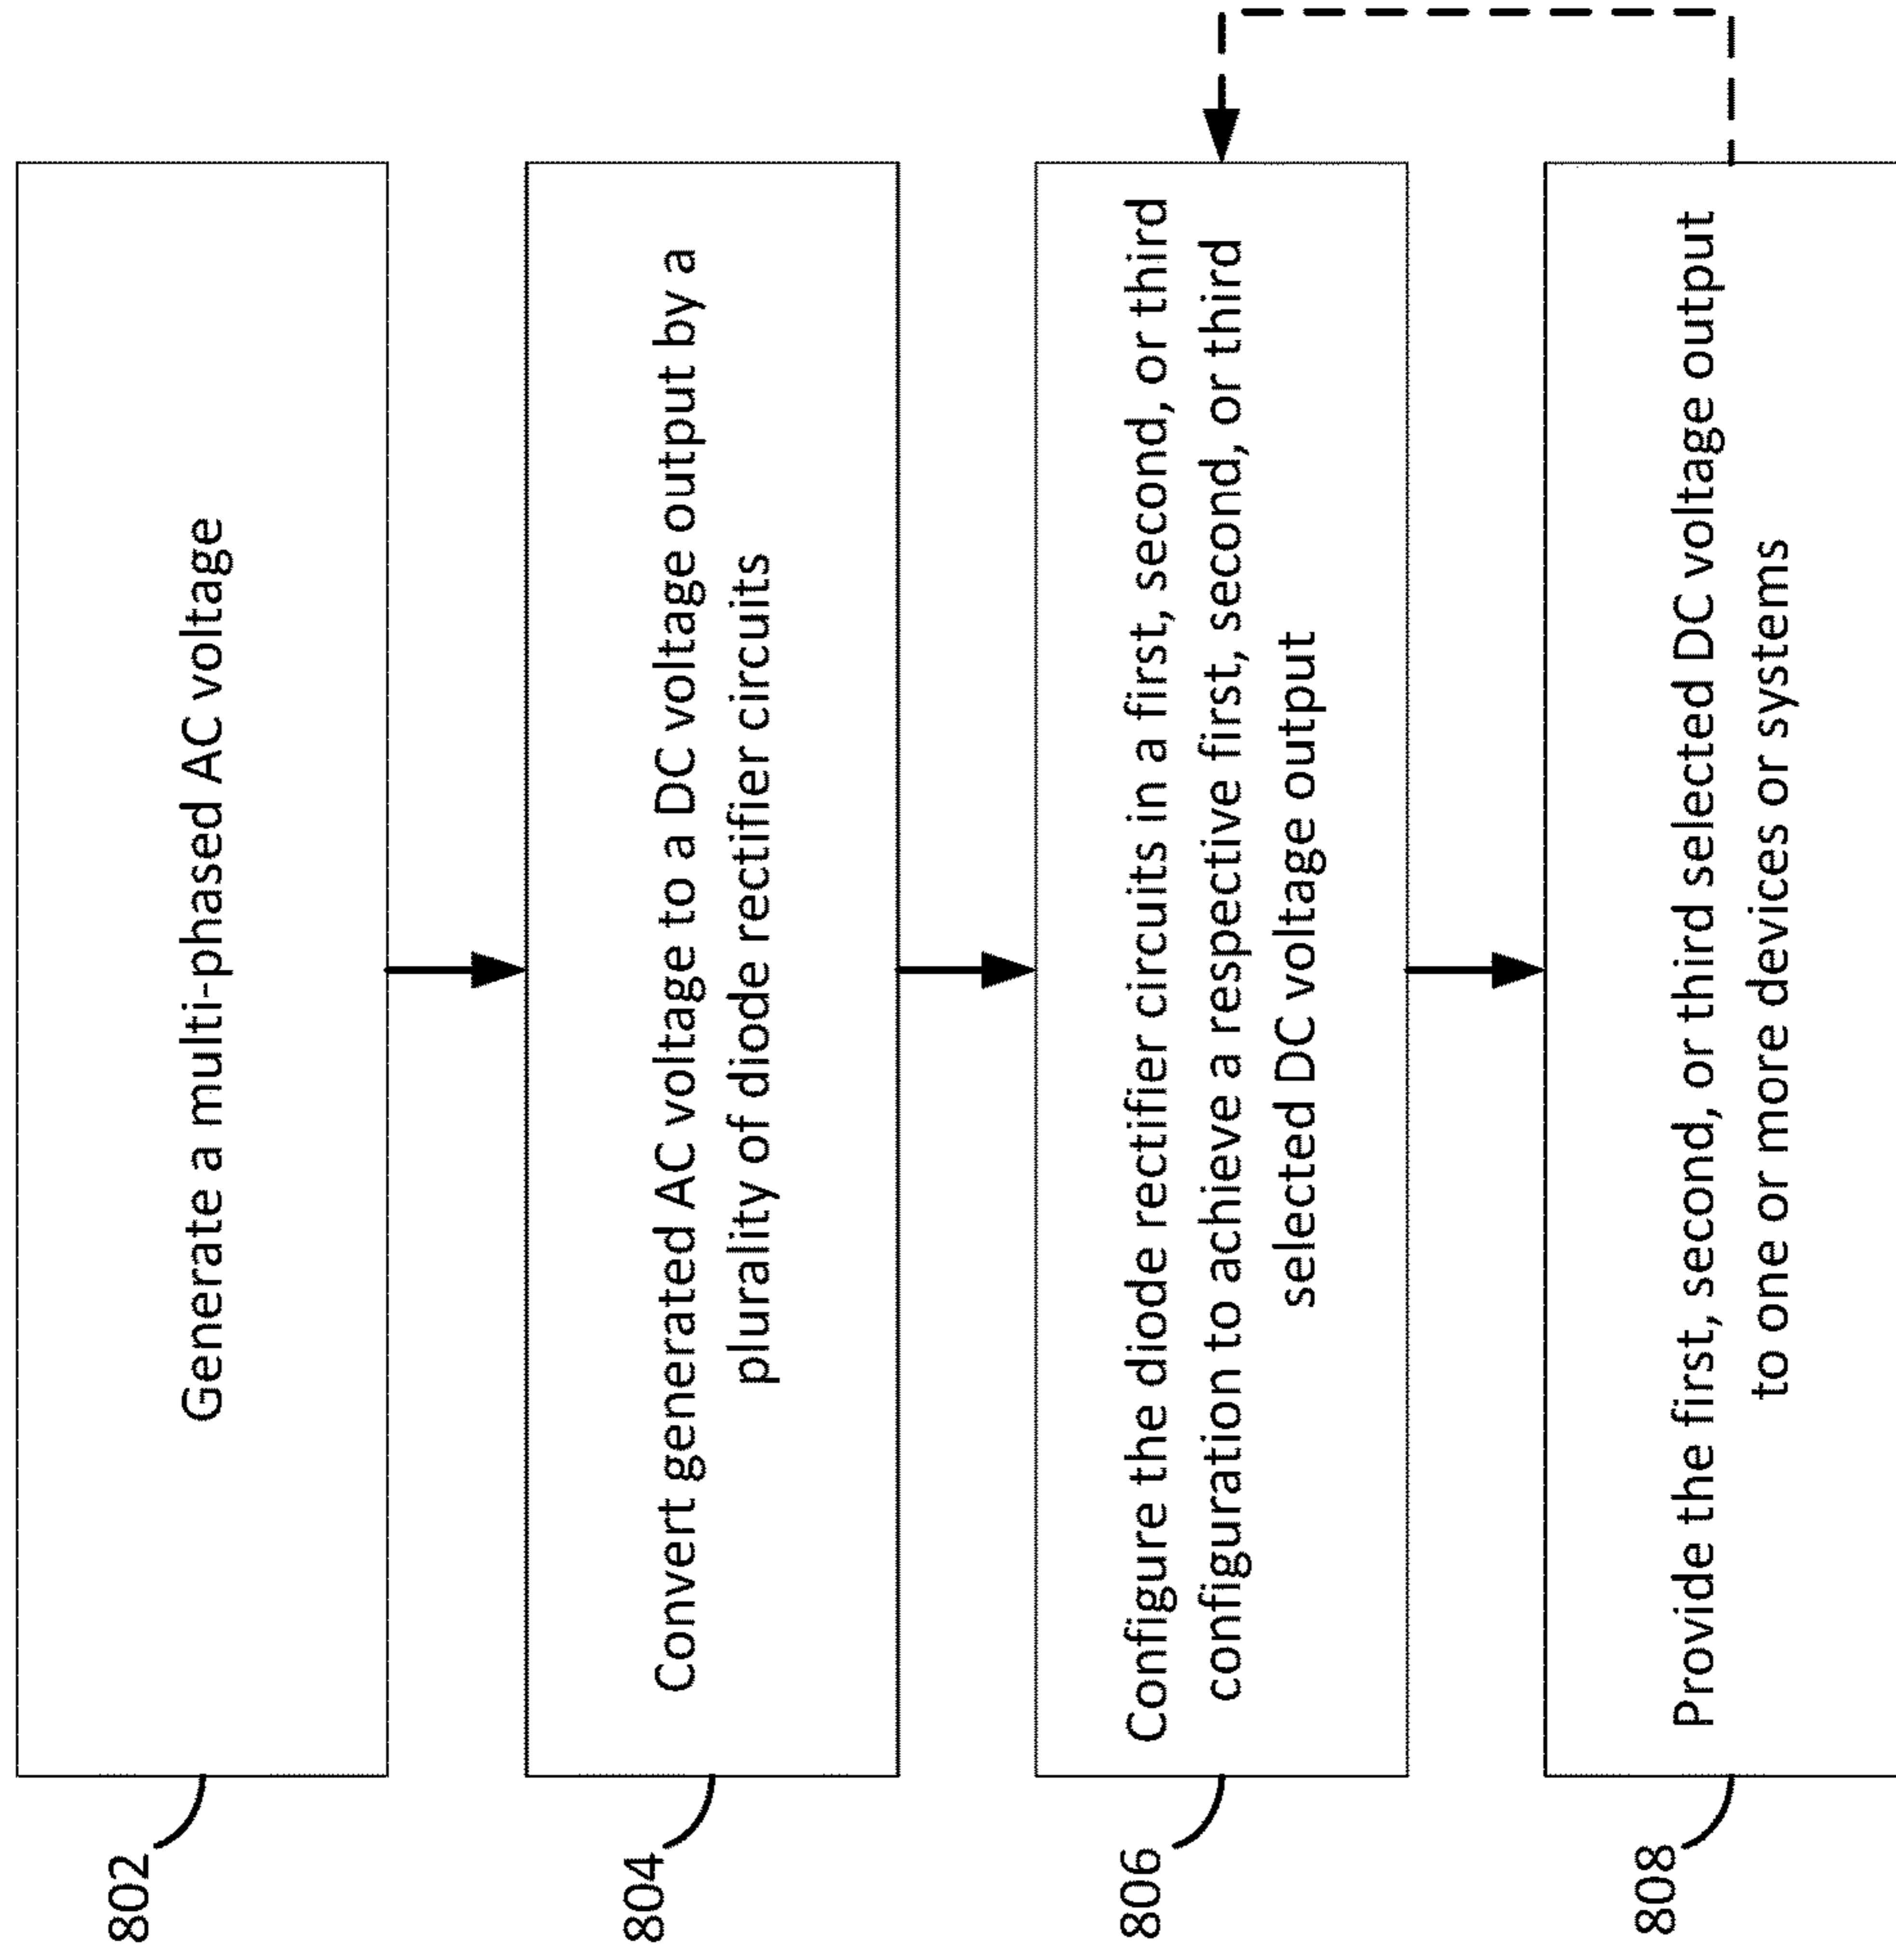 802
Generate a multi-phased AC voltage
804
Convert generated AC voltage to a DC voltage output by a
plurality of diode rectifier circuits
806
Configure the diode rectifier circuits in a first, second, or third
configuration to achieve a respective first, second, or third
selected DC voltage output
808
Provide the first, second, or third selected DC voltage output
to one or more devices or systems